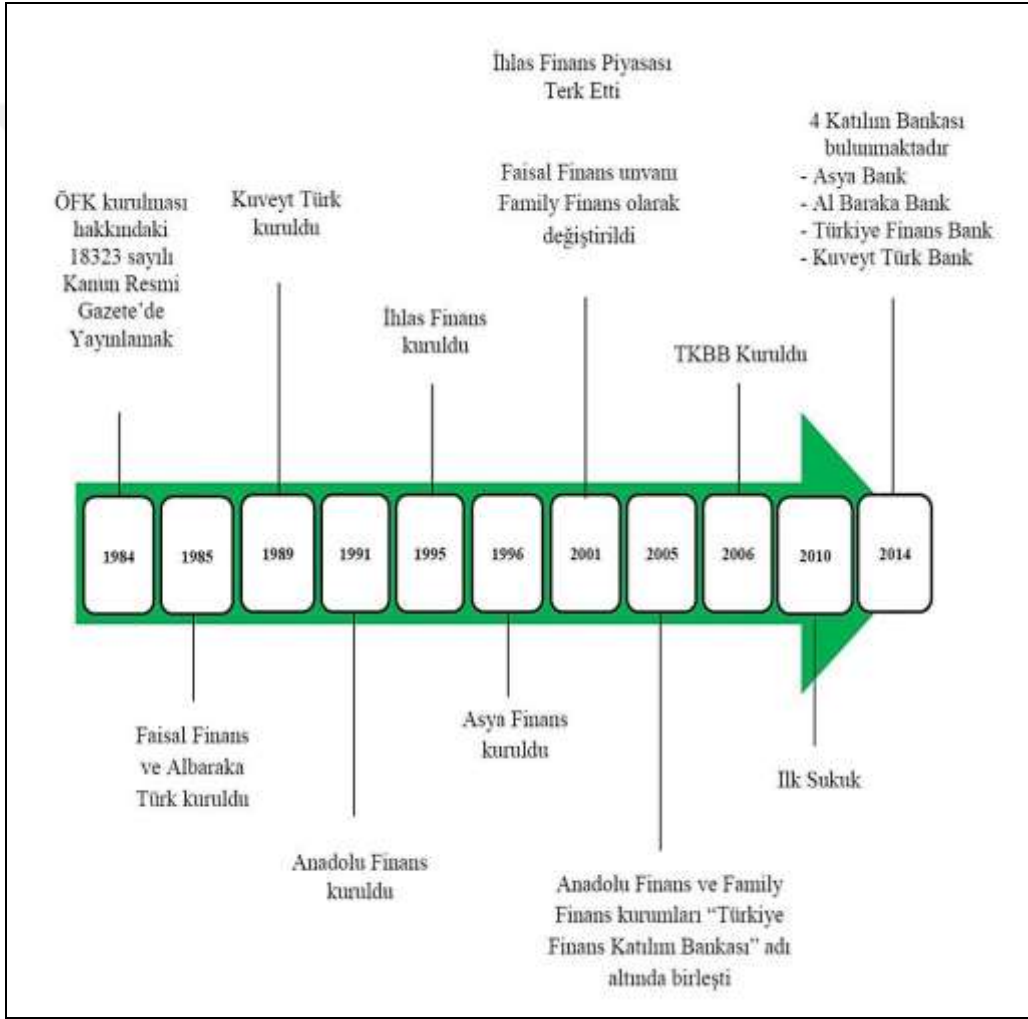 İhlas Finans Piyasası
Terk Etti
4 Katılım Bankası
bulunmaktadır
- Asya Bank
- Al Baraka Bank
- Türkiye Finans Bank
- Kuveyt Türk Bank
Faisal Finans unvanı
Family Finans olarak
değiştirildi
ÖFK kurulması
hakkındaki
18323 sayılı
Kanun Resmi
Gazete’de
Yayınlamak
Kuveyt Türk
kuruldu
İhlas Finans
kuruldu
TKBB Kuruldu
1984
1985
1989
1991
1995
1996
2001
2005
2006
2010
2014
Faisal Finans
ve Albaraka
Türk kuruldu
Asya Finans
kuruldu
Ilk Sukuk
Anadolu Finans
kuruldu
Anadolu Finans ve Family
Finans kurumları “Türkiye
Finans Katılım Bankası” adı
altında birleşti